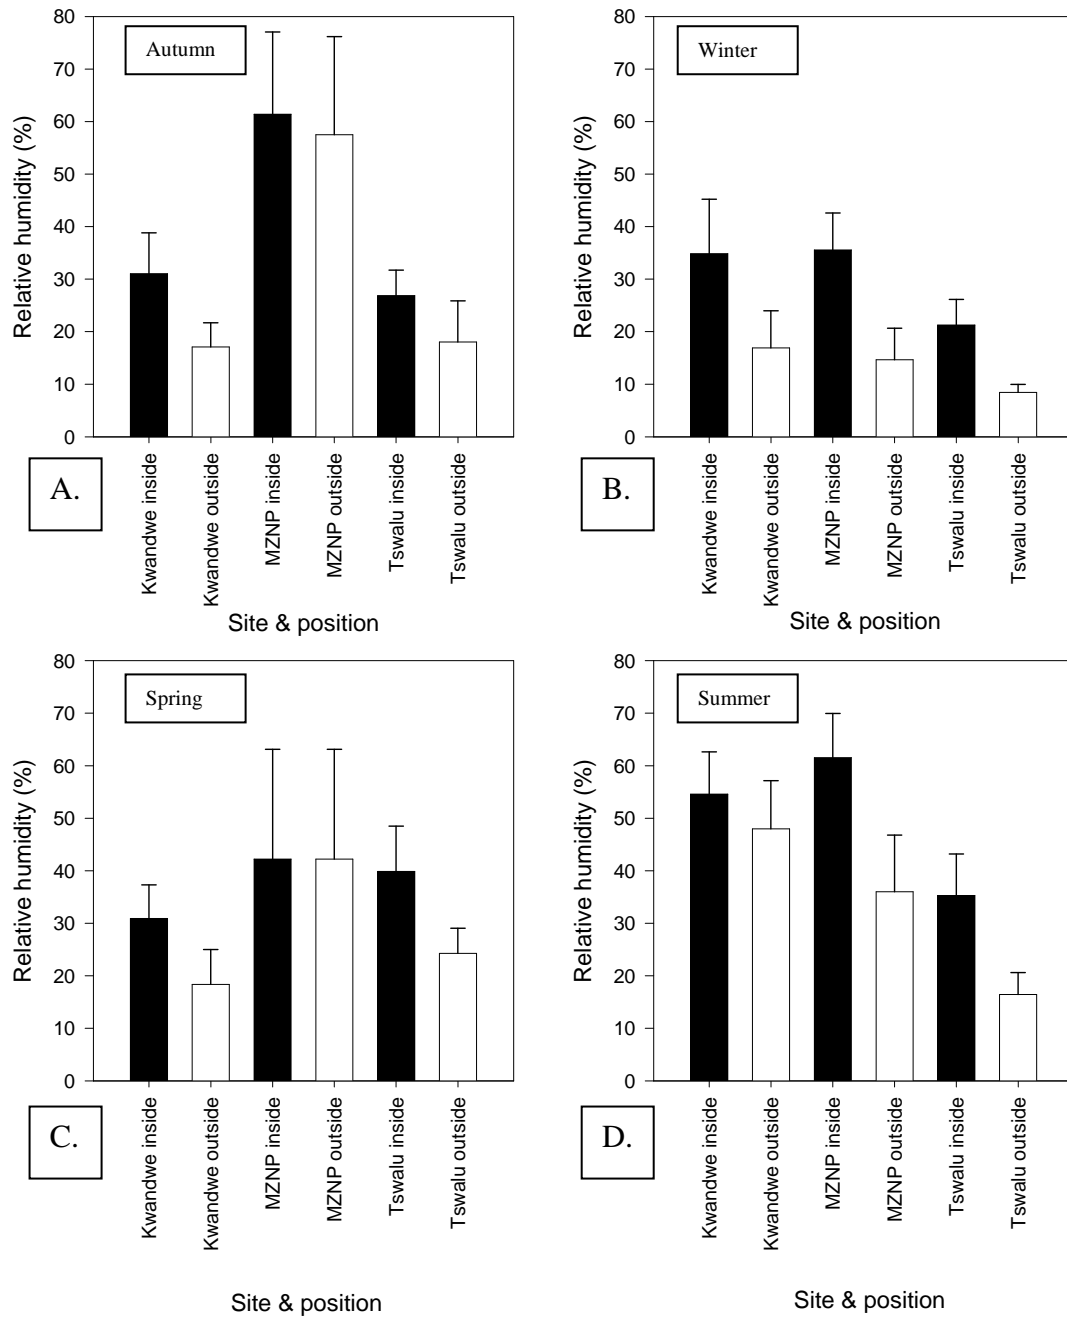 80
70
60
50
40
30
20
10
0
Relative humidity (%)
Autumn
A.
Kwandwe inside
Kwandwe outside
MZNP inside
MZNP outside
Tswalu inside
Tswalu outside
Site & position
80
70
60
50
40
30
20
10
0
Relative humidity (%)
Winter
B.
Kwandwe inside
Kwandwe outside
MZNP inside
MZNP outside
Tswalu inside
Tswalu outside
Site & position
80
70
60
50
40
30
20
10
0
Relative humidity (%)
Spring
C.
Kwandwe inside
Kwandwe outside
MZNP inside
MZNP outside
Tswalu inside
Tswalu outside
Site & position
80
70
60
50
40
30
20
10
0
Relative humidity (%)
Summer
D.
Kwandwe inside
Kwandwe outside
MZNP inside
MZNP outside
Tswalu inside
Tswalu outside
Site & position